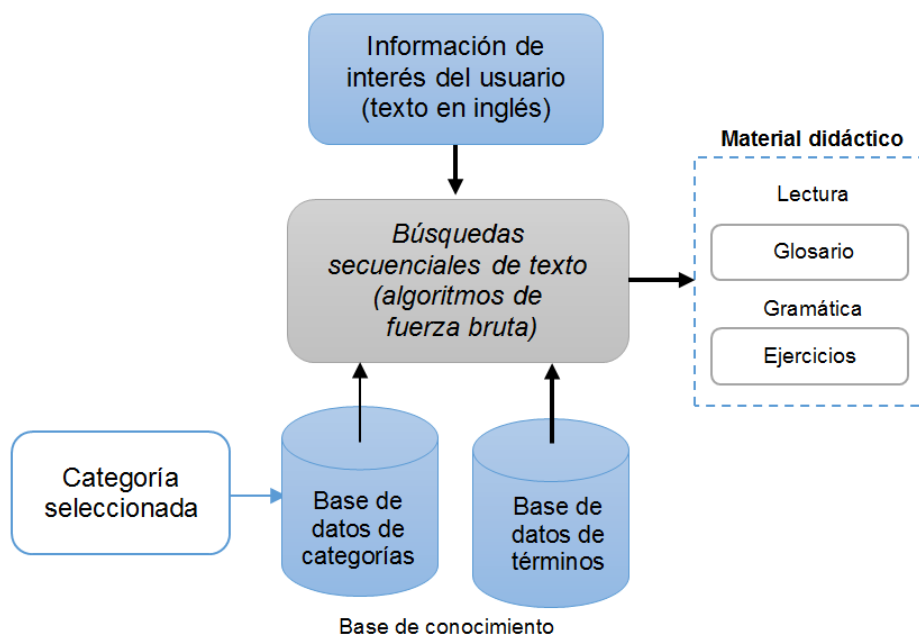 Información de
interés del usuario
(texto en inglés)
Material didáctico
Lectura
Búsquedas
secuenciales de texto
(algoritmos de
fuerza bruta)
Glosario
Gramática
Ejercicios
Categoría
seleccionada
Base de
datos de
categorías
Base de
datos de
términos
Base de conocimiento